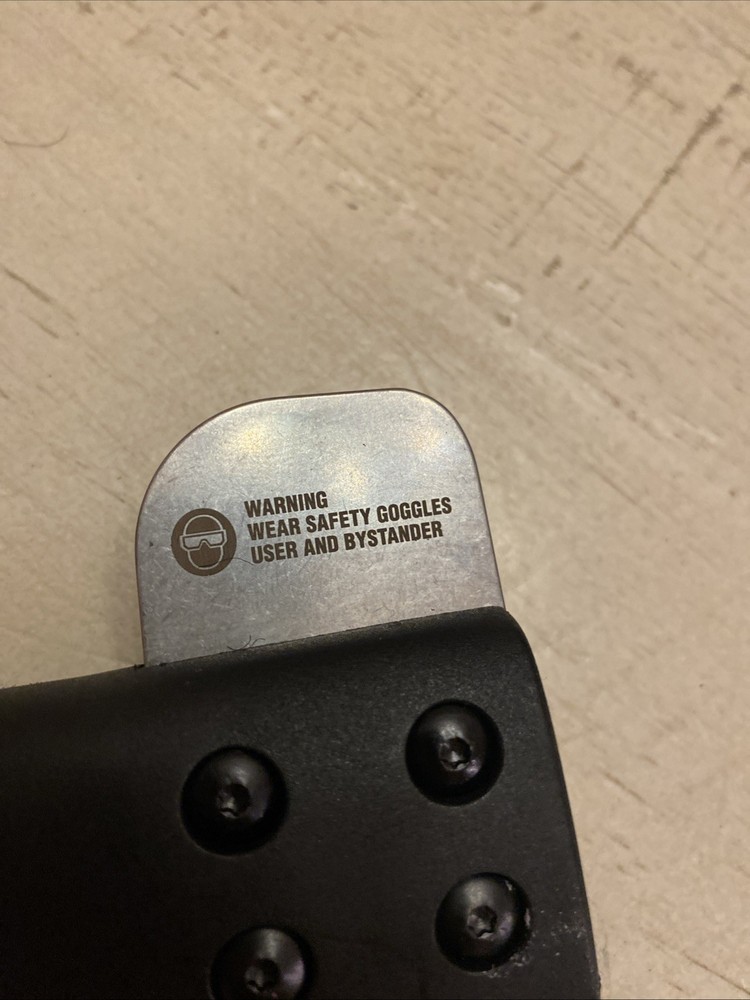 WARNING
WEAR SAFETY GOGGLES
USER AND BYSTANDER